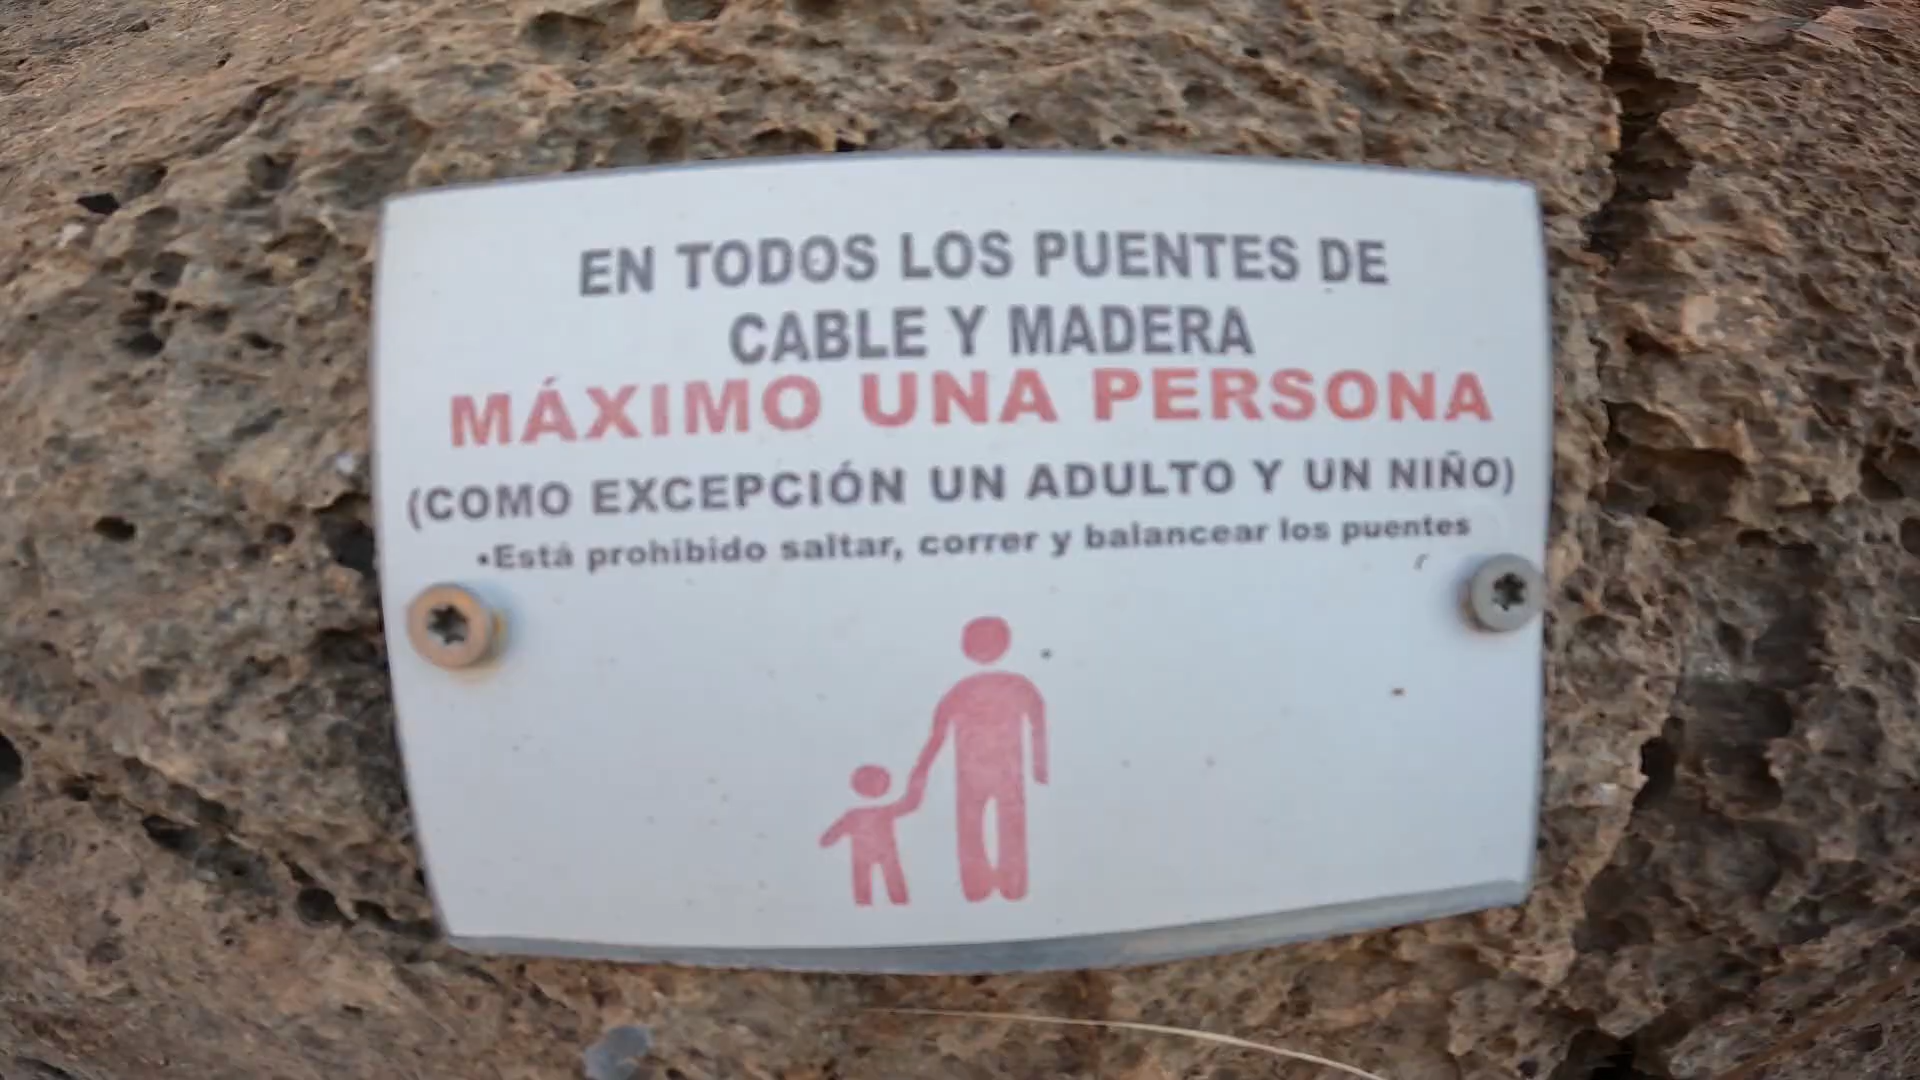 EN TODOS LOS PUENTES DE
CABLE Y MADERA
MÁXIMO UNA PERSONA
(COMO EXCEPCIÓN UN ADULTO Y UN NIÑO)
•Está prohibido saltar, correr y balancear los puentes